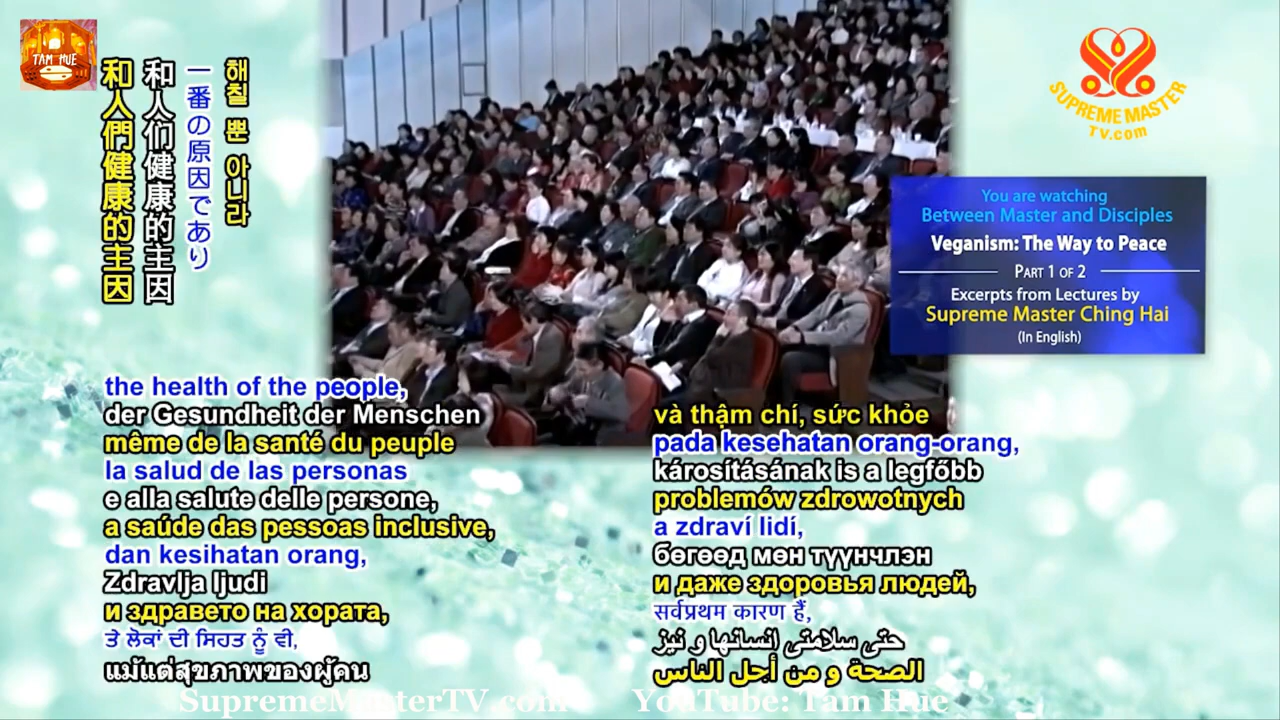 TAM HUE
和人們健康的主因
和人们健康的主因
一番の原因であり
해칠 뿐 아니라
SUPREME MASTER
TV.com
You are watching
Between Master and Disciples
Veganism: The Way to Peace
PART 1 OF 2
Excerpts from Lectures by
Supreme Master Ching Hai
(In English)
the health of the people,
der Gesundheit der Menschen
même de la santé du peuple
la salud de las personas
e alla salute delle persone,
a saúde das pessoas inclusive,
dan kesihatan orang,
Zdravlja ljudi
и здравето на хората,
ਤੇ ਲੋਕਾਂ ਦੀ ਸਿਹਤ ਨੂੰ ਵੀ,
แม้แต่สุขภาพของผู้คน
và thậm chí, sức khỏe
pada kesehatan orang-orang,
károsításának is a legfőbb
problemów zdrowotnych
a zdraví lidí,
бөгөөд мөн түүнчлэн
и даже здоровья людей,
सर्वप्रथम कारण हैं,
حتی سلامتی انسانها و نیز
الصحة و من أجل الناس
SupremeMasterTV.com
YouTube: Tam Hue